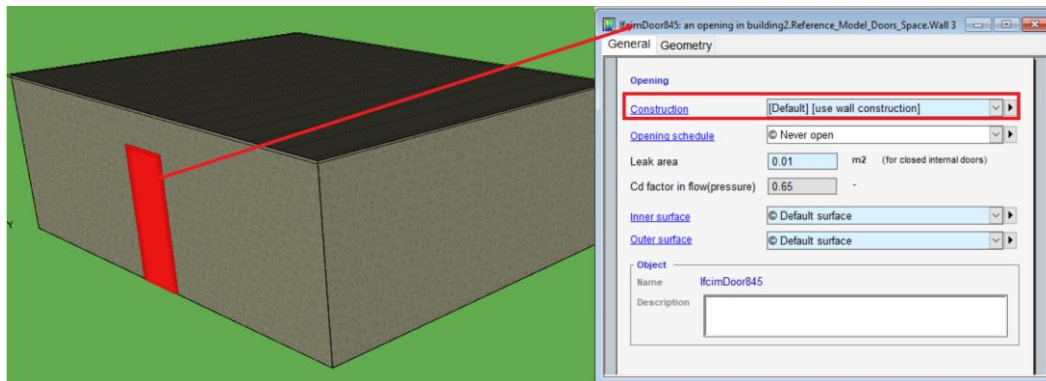 IfcimDoor845: an opening in building2.Reference_Model_Doors_Space.Wall 3
General Geometry
Opening
Construction [Default] [use wall construction]
Opening schedule © Never open
Leak area 0.01 m2 (for closed internal doors)
Cd factor in flow(pressure) 0.65 -
Inner surface © Default surface
Outer surface © Default surface
Object
Name IfcimDoor845
Description
Y